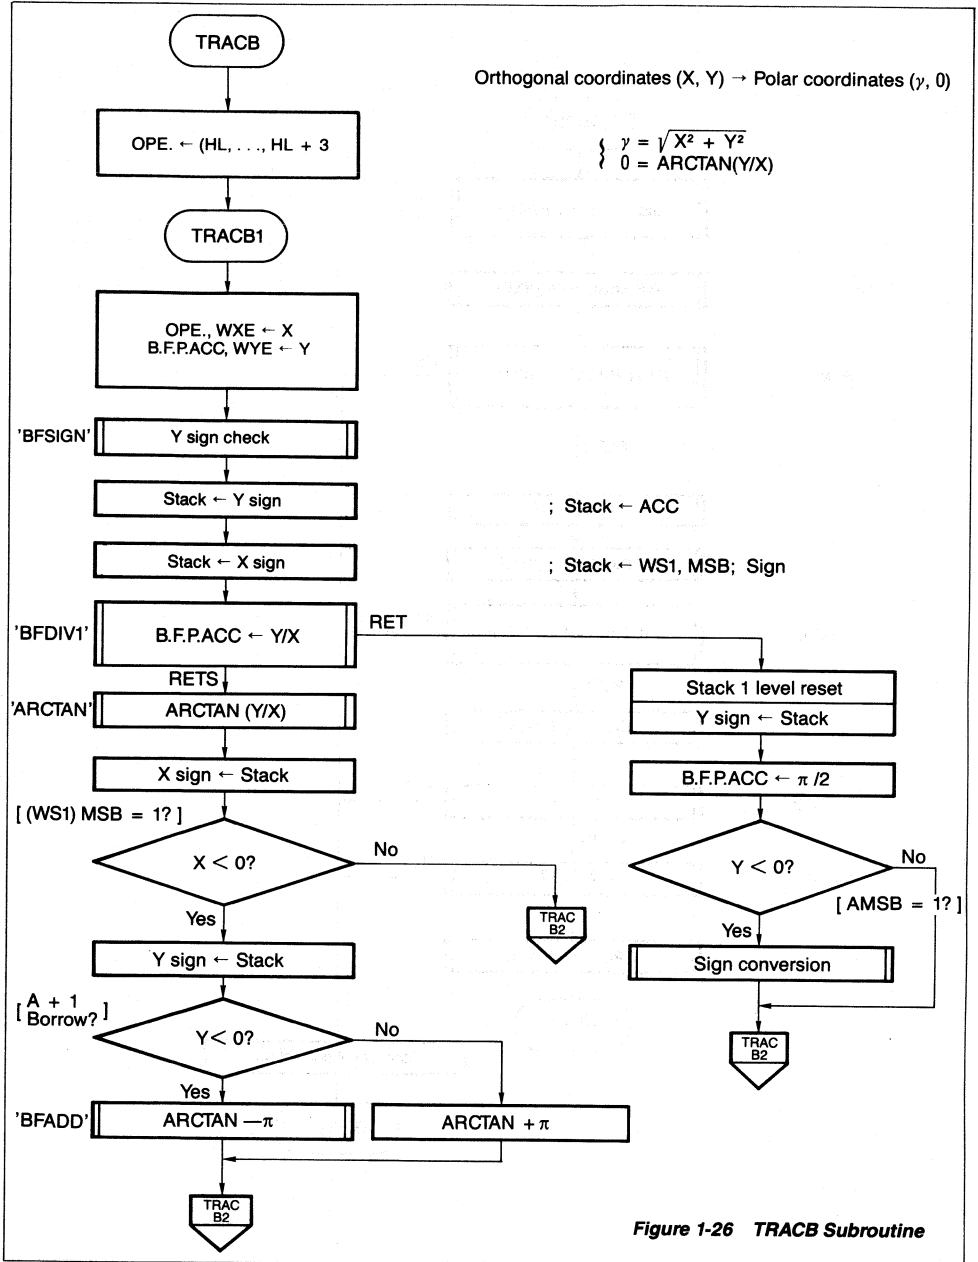 TRACB
Orthogonal coordinates (X, Y) → Polar coordinates (γ, 0)
OPE. ← (HL, . . ., HL + 3
γ = √X² + Y²
0 = ARCTAN(Y/X)
TRACB1
OPE., WXE ← X
B.F.P.ACC, WYE ← Y
'BFSIGN'
Y sign check
Stack ← Y sign
; Stack ← ACC
Stack ← X sign
; Stack ← WS1, MSB; Sign
'BFDIV1'
B.F.P.ACC ← Y/X
RET
RETS
'ARCTAN'
ARCTAN (Y/X)
X sign ← Stack
[ (WS1) MSB = 1? ]
X < 0?
No
TRAC
B2
Yes
Y sign ← Stack
[ A + 1
Borrow? ]
Y < 0?
No
Yes
'BFADD'
ARCTAN —π
ARCTAN + π
TRAC
B2
Stack 1 level reset
Y sign ← Stack
B.F.P.ACC ← π /2
Y < 0?
No
[ AMSB = 1? ]
Yes
Sign conversion
TRAC
B2
Figure 1-26 TRACB Subroutine